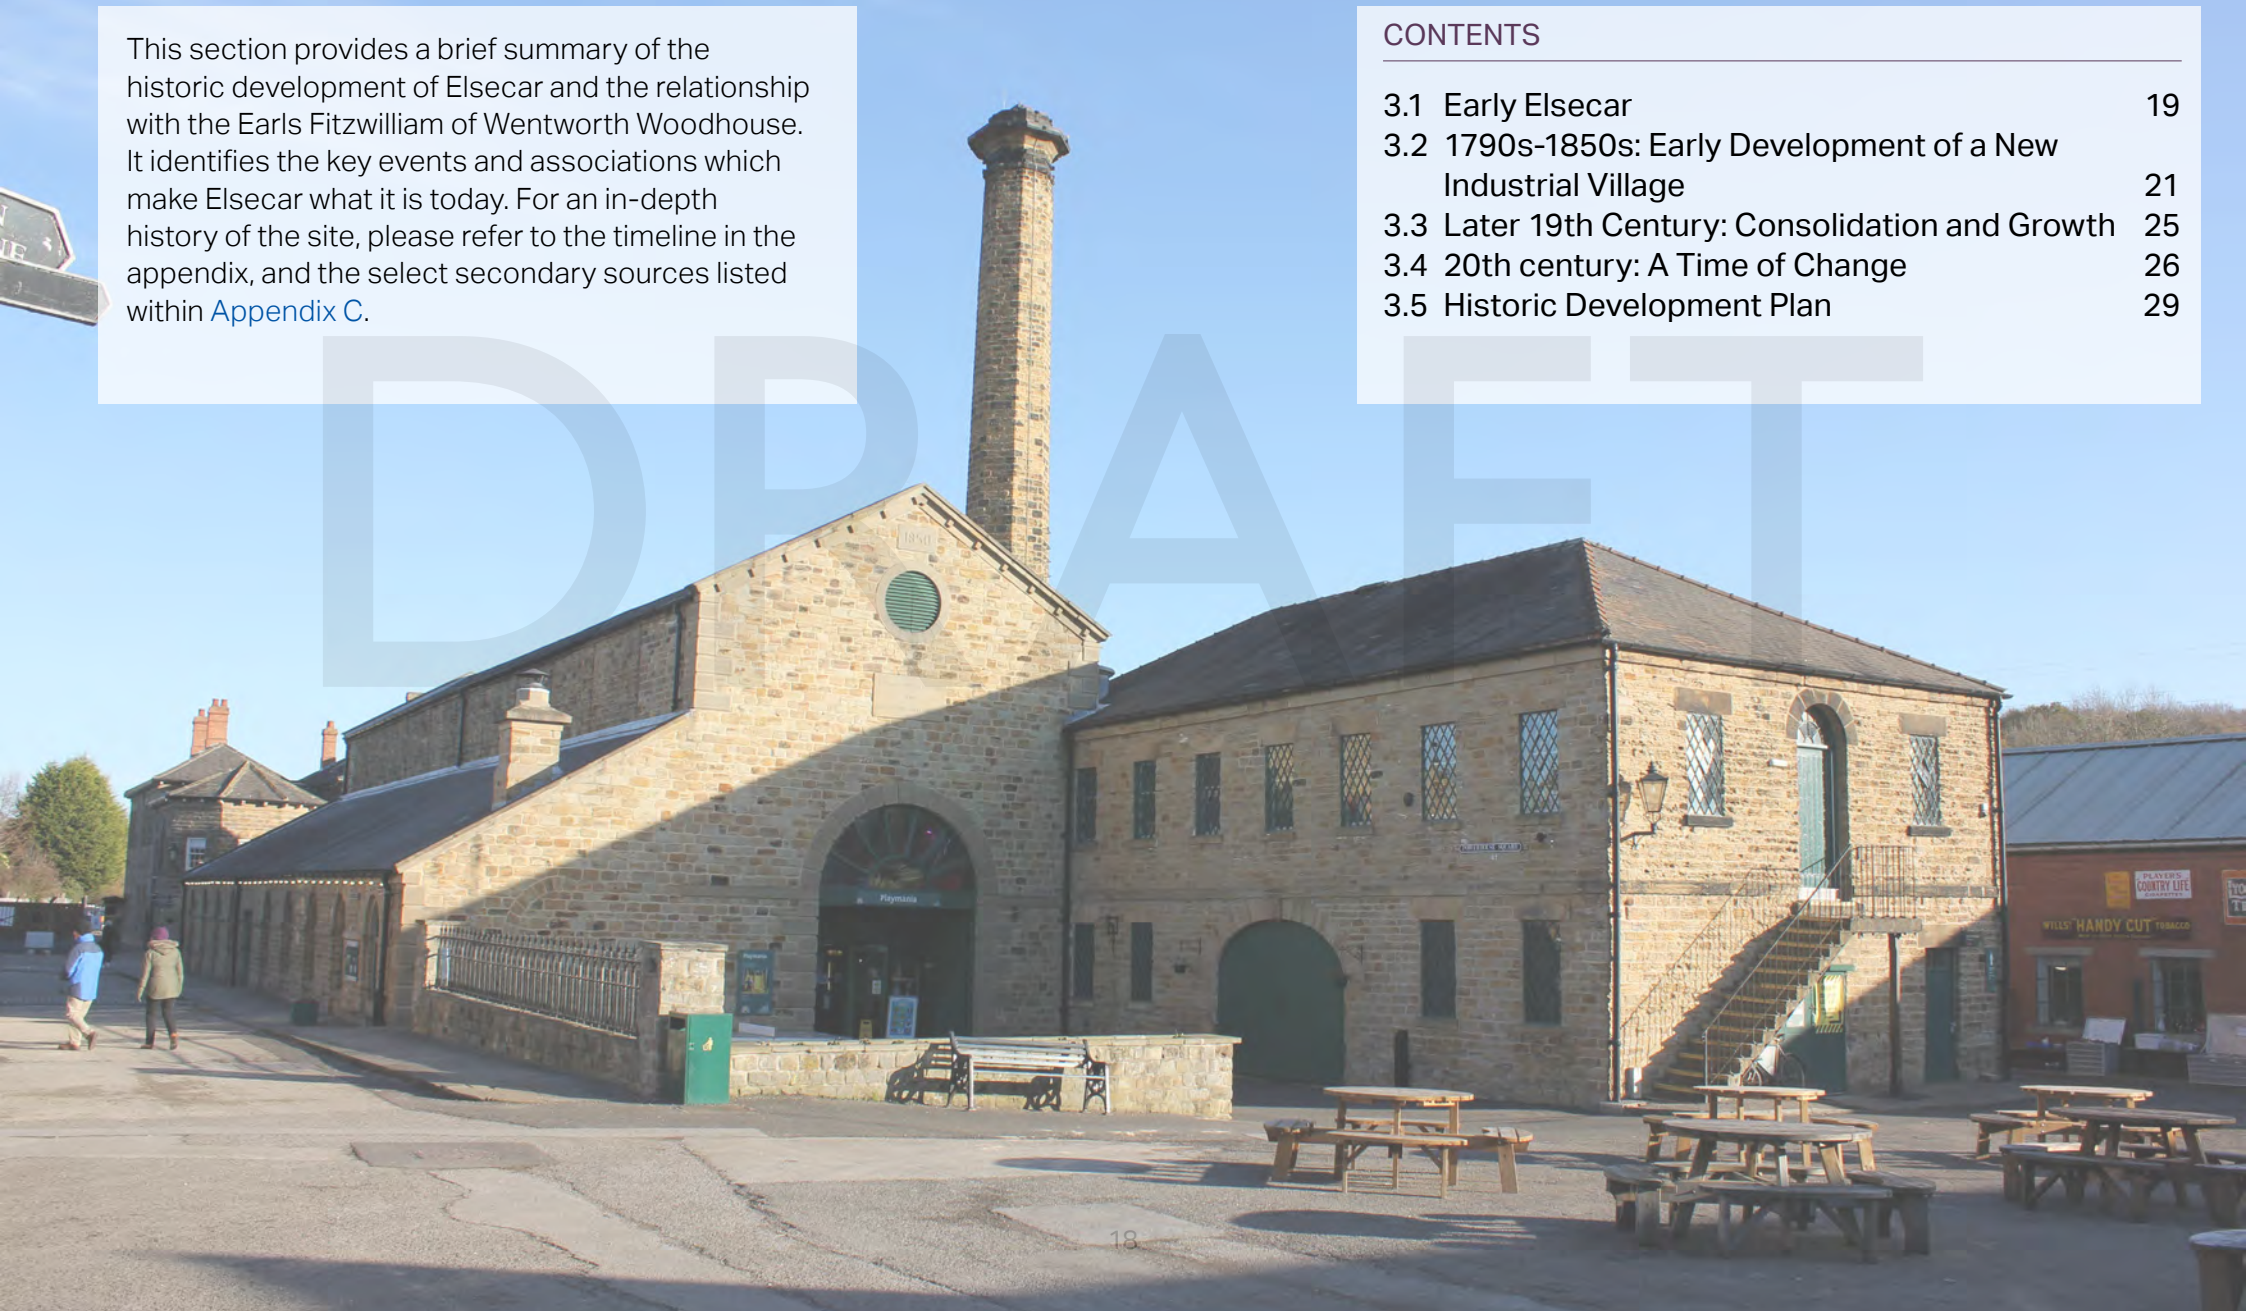 This section provides a brief summary of the
historic development of Elsecar and the relationship
with the Earls Fitzwilliam of Wentworth Woodhouse.
It identifies the key events and associations which
make Elsecar what it is today. For an in-depth
history of the site, please refer to the timeline in the
appendix, and the select secondary sources listed
within Appendix C.
CONTENTS
3.1 Early Elsecar 19
3.2 1790s-1850s: Early Development of a New
Industrial Village 21
3.3 Later 19th Century: Consolidation and Growth 25
3.4 20th century: A Time of Change 26
3.5 Historic Development Plan 29
DRAFT
1850
Playmania
Playmania
PLAYER'S
COUNTRY LIFE
WILLS' "HANDY CUT" TOBACCO
18